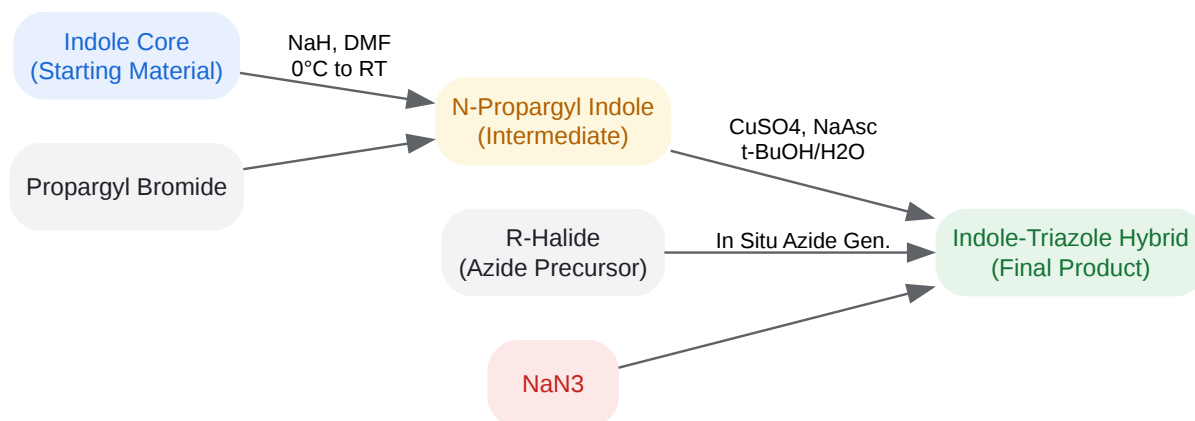 Indole Core
(Starting Material)
NaH, DMF
0°C to RT
Propargyl Bromide
N-Propargyl Indole
(Intermediate)
CuSO4, NaAsc
t-BuOH/H2O
R-Halide
(Azide Precursor)
In Situ Azide Gen.
Indole-Triazole Hybrid
(Final Product)
NaN3